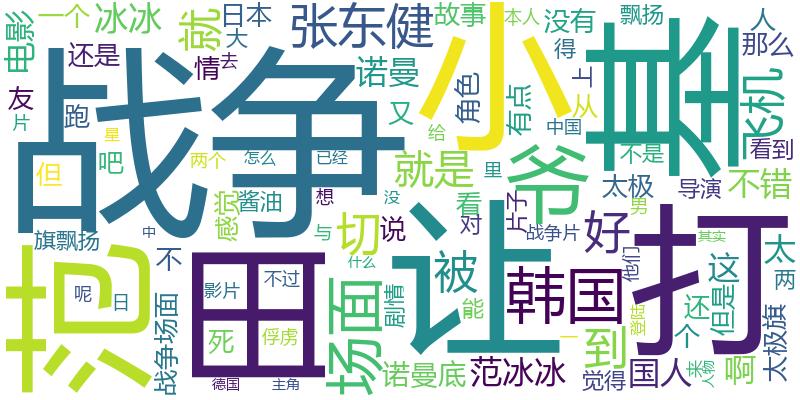 一个
冰冰
就
日本
大
张东健
故事
本人
没有
飘扬
人
电影
还是
情
去
诺曼
得
上
那么
战争
小
基
飞机
友
片
跑
又
角色
有点
从
中国
看到
星
给
吧
两个
怎么
已经
就是
里
爷
不是
但
感觉
酱油
想
没
看
片子
太极
导演
不错
旗飘扬
中
与
切
说
对
战争片
好
男
其实
太
不
什么
被
让
打
他们
两
抱
呢
日
田
影片
不过
场面
剧情
能
韩国
这
但是
太极旗
战争场面
死
俘虏
到
登陆
还
个
德国
主角
诺曼底
范冰冰
一
觉得
国人
来
人物
啊